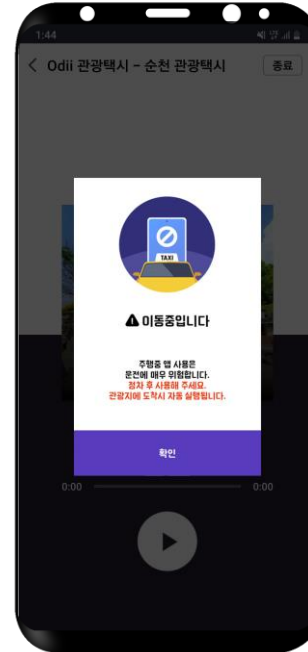 1:44
Odii 관광택시 – 순천 관광택시
종료
TAXI
이동중입니다
주행중 앱 사용은
운전에 매우 위험합니다.
정차 후 사용해 주세요.
관광지에 도착시 자동 실행됩니다.
확인
0:00
0:00